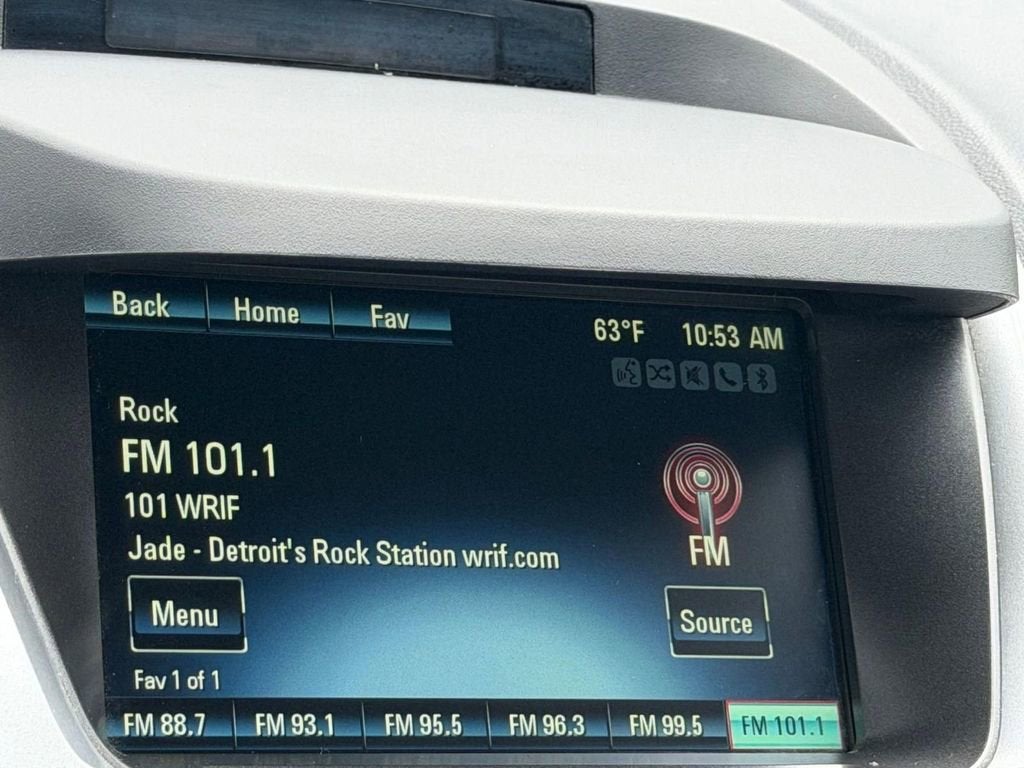 Back Home Fav
63°F 10:53 AM
Rock
FM 101.1
101 WRIF
Jade - Detroit's Rock Station wrif.com
FM
Menu
Source
Fav 1 of 1
FM 88.7 FM 93.1 FM 95.5 FM 96.3 FM 99.5 FM 101.1